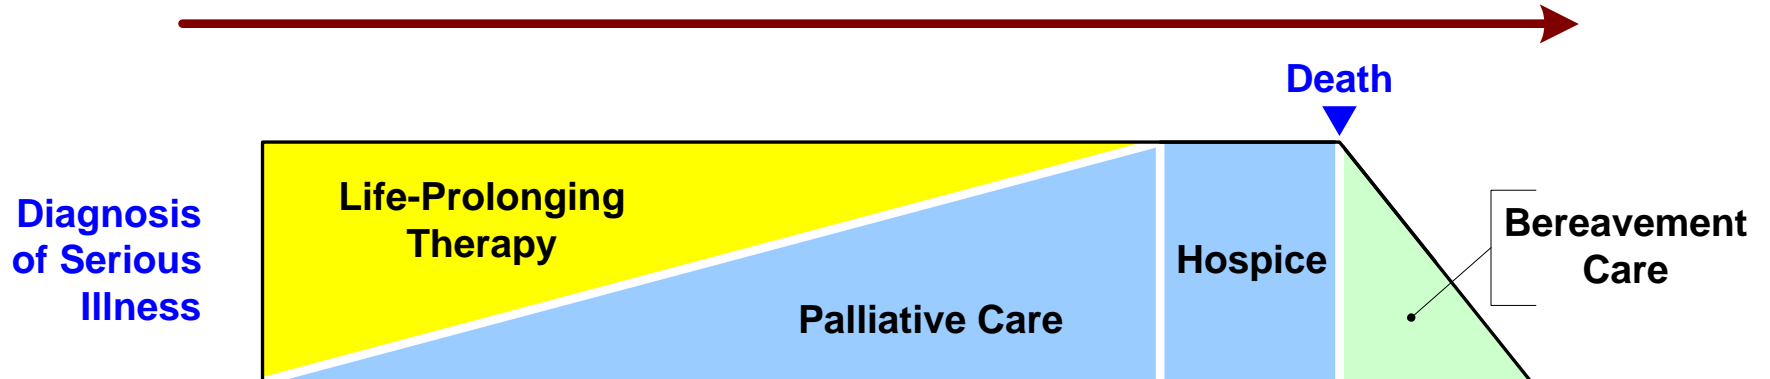 Death
Diagnosis
of Serious
Illness
Life-Prolonging
Therapy
Palliative Care
Hospice
Bereavement
Care